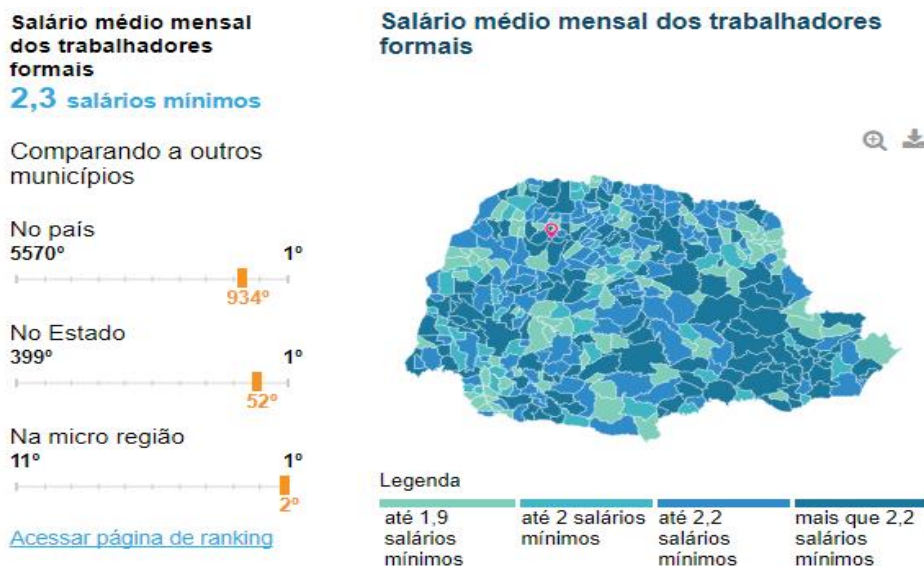 Salário médio mensal
dos trabalhadores
formais
2,3 salários mínimos
Comparando a outros
municípios
No país
5570º 1º
934º
No Estado
399º 1º
52º
Na micro região
11º 1º
2º
Acessar página de ranking
Salário médio mensal dos trabalhadores
formais
Legenda
até 1,9
salários
mínimos
até 2 salários
mínimos
até 2,2
salários
mínimos
mais que 2,2
salários
mínimos